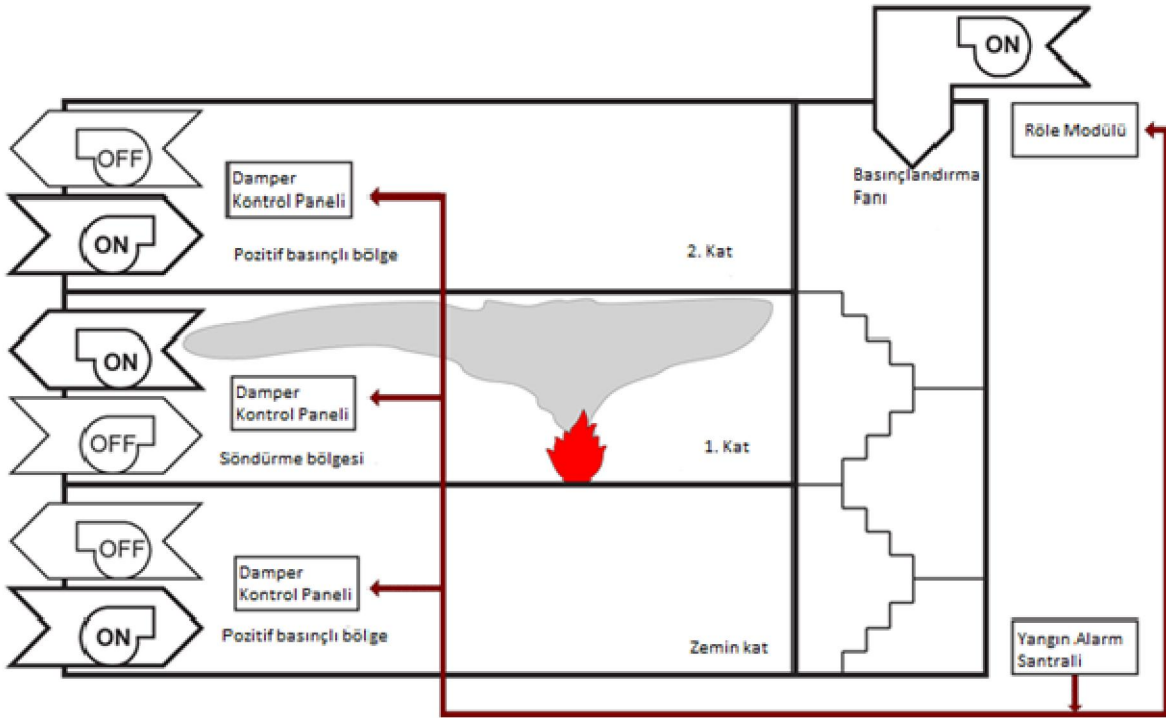 ON
Röle Modülü
OFF
Damper
Kontrol Paneli
Basınçlandırma
Fanı
ON
Pozitif basınçlı bölge
2. Kat
ON
Damper
Kontrol Paneli
OFF
Söndürme bölgesi
1. Kat
OFF
Damper
Kontrol Paneli
ON
Pozitif basınçlı bölge
Zemin kat
Yangın .Alarm
Santralli